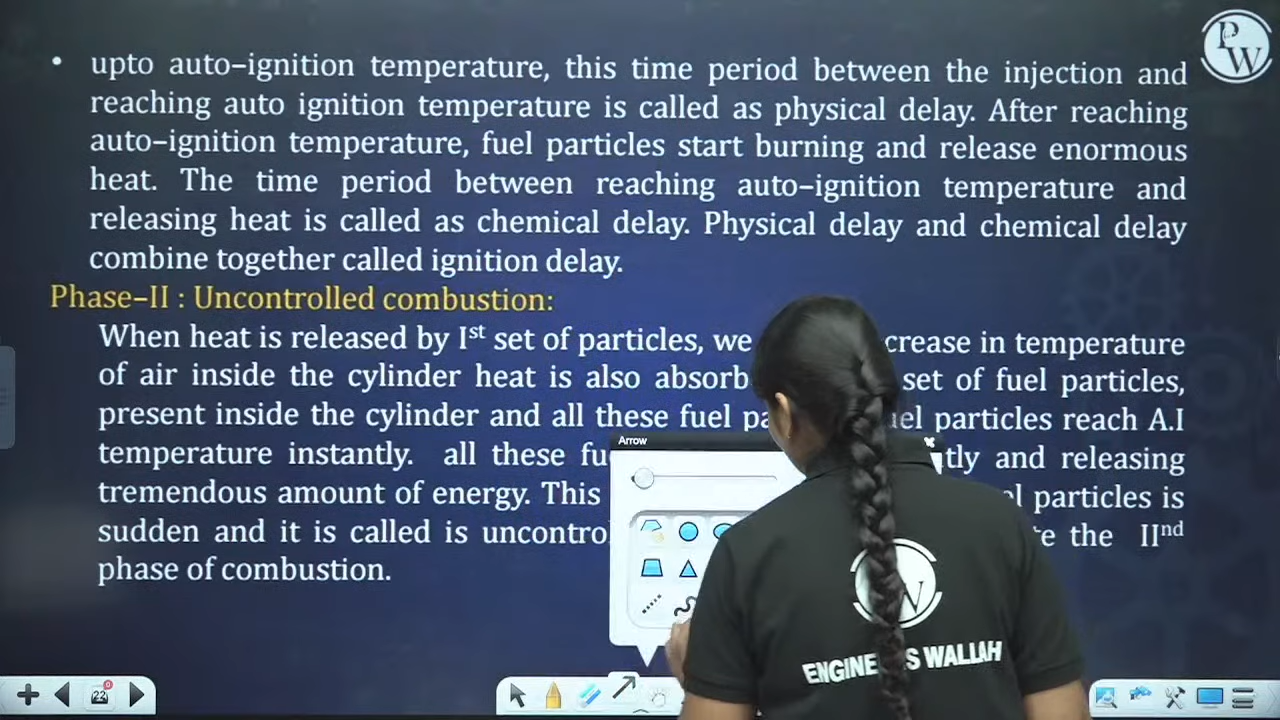 PW
• upto auto–ignition temperature, this time period between the injection and
reaching auto ignition temperature is called as physical delay. After reaching
auto–ignition temperature, fuel particles start burning and release enormous
heat. The time period between reaching auto–ignition temperature and
releasing heat is called as chemical delay. Physical delay and chemical delay
combine together called ignition delay.
Phase–II : Uncontrolled combustion:
When heat is released by Iˢᵗ set of particles, we crease in temperature
of air inside the cylinder heat is also absorb set of fuel particles,
present inside the cylinder and all these fuel pa el particles reach A.I
temperature instantly. all these fu tly and releasing
tremendous amount of energy. This el particles is
sudden and it is called is uncontrol the IIⁿᵈ
phase of combustion.
Arrow
W
ENGINE S WALLAH
22